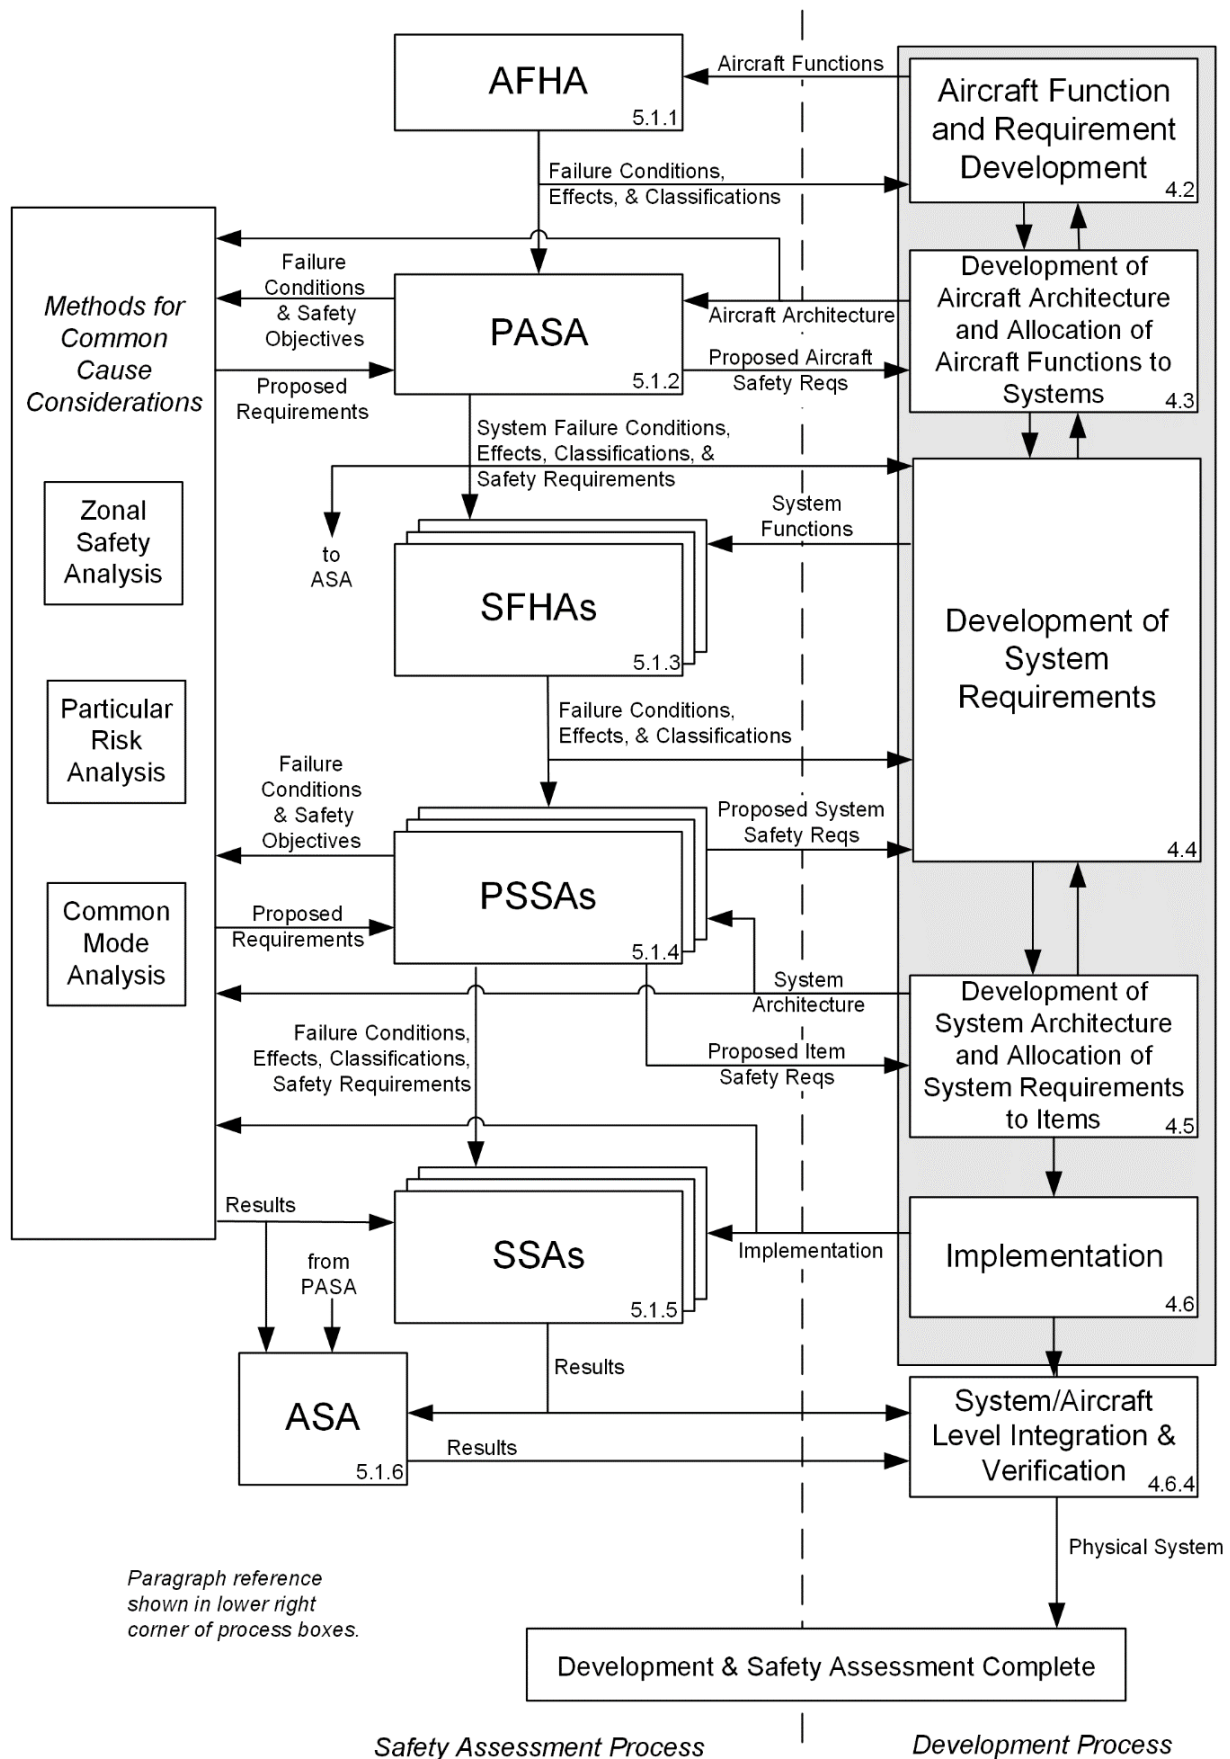 AFHA
5.1.1
Aircraft Functions
Aircraft Function
and Requirement
Development
4.2
Failure Conditions,
Effects, & Classifications
Methods for
Common
Cause
Considerations
Failure
Conditions
& Safety
Objectives
Proposed
Requirements
PASA
5.1.2
Aircraft Architecture
Proposed Aircraft
Safety Reqs
Development of
Aircraft Architecture
and Allocation of
Aircraft Functions to
Systems
4.3
System Failure Conditions,
Effects, Classifications, &
Safety Requirements
to
ASA
Zonal
Safety
Analysis
System
Functions
SFHAs
5.1.3
Development of
System
Requirements
4.4
Particular
Risk
Analysis
Failure Conditions,
Effects, & Classifications
Failure
Conditions
& Safety
Objectives
Proposed System
Safety Reqs
PSSAs
5.1.4
Common
Mode
Analysis
Proposed
Requirements
System
Architecture
Development of
System Architecture
and Allocation of
System Requirements
to Items
4.5
Failure Conditions,
Effects, Classifications,
Safety Requirements
Proposed Item
Safety Reqs
Results
SSAs
5.1.5
Implementation
Implementation
4.6
from
PASA
Results
ASA
5.1.6
Results
System/Aircraft
Level Integration &
Verification
4.6.4
Physical System
Paragraph reference
shown in lower right
corner of process boxes.
Development & Safety Assessment Complete
Safety Assessment Process
Development Process